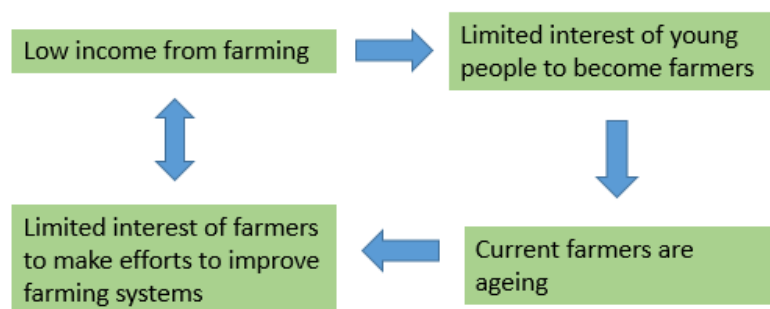 Low income from farming
Limited interest of young
people to become farmers
Limited interest of farmers
to make efforts to improve
farming systems
Current farmers are
ageing